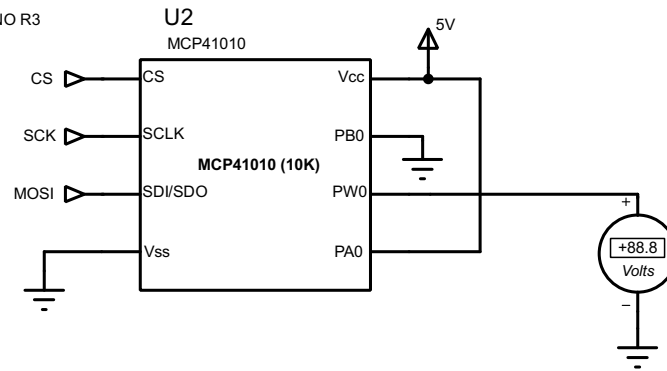 NO R3
U2
MCP41010
5V
CS
CS
Vcc
SCK
SCLK
PB0
MCP41010 (10K)
MOSI
SDI/SDO
PW0
Vss
PA0
+
+88.8
Volts
–